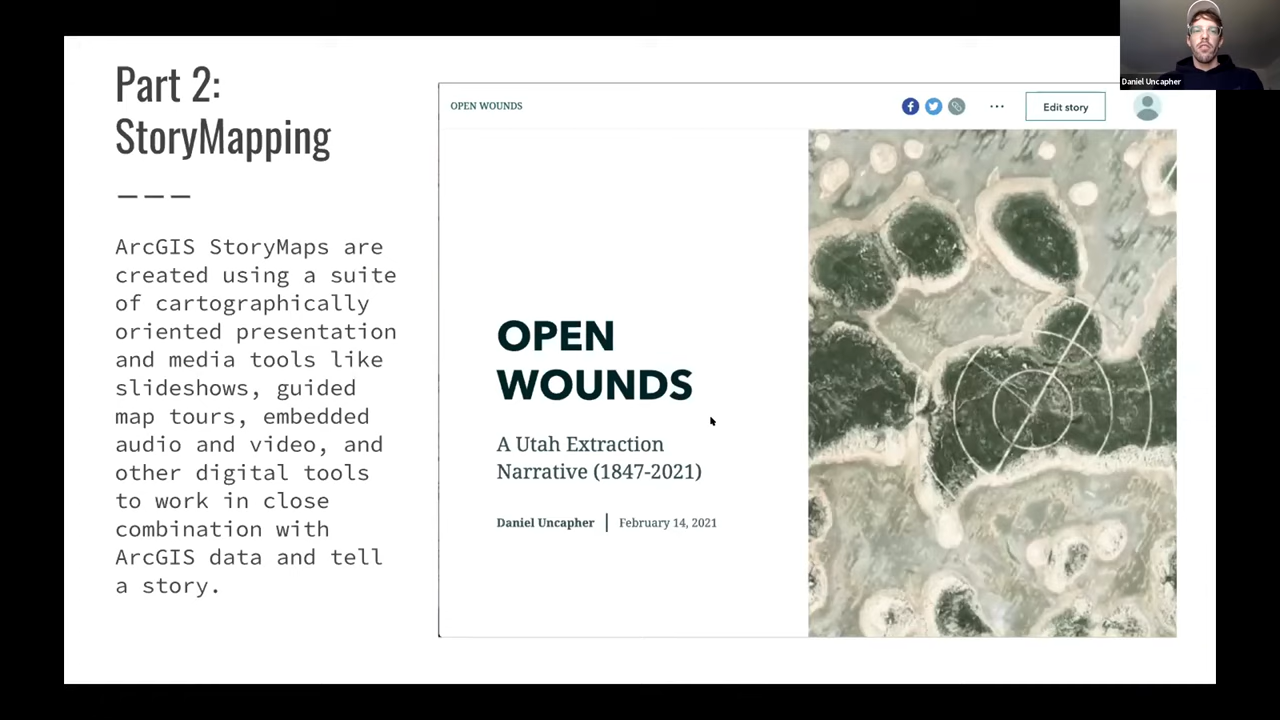 Part 2:
StoryMapping
ArcGIS StoryMaps are
created using a suite
of cartographically
oriented presentation
and media tools like
slideshows, guided
map tours, embedded
audio and video, and
other digital tools
to work in close
combination with
ArcGIS data and tell
a story.
OPEN WOUNDS
Edit story
OPEN
WOUNDS
A Utah Extraction
Narrative (1847-2021)
Daniel Uncapher | February 14, 2021
Daniel Uncapher